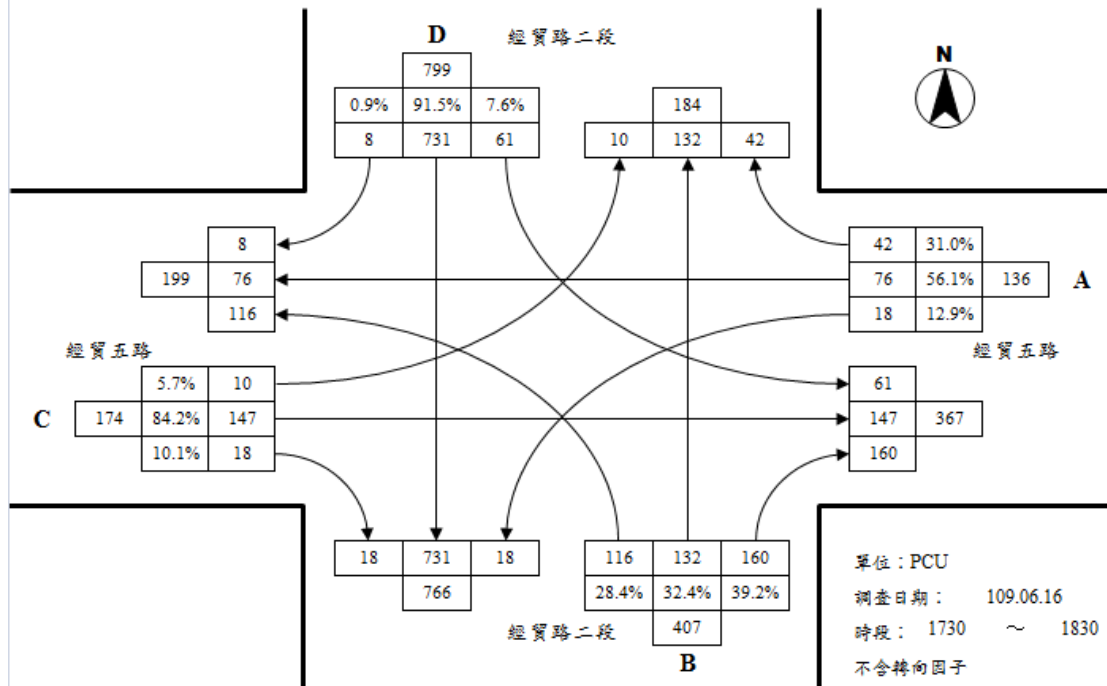 D 經貿路二段
N
799
0.9% 91.5% 7.6%
184
8 731 61
10 132 42
8
42 31.0%
199 76
76 56.1% 136 A
116
18 12.9%
經貿五路
經貿五路
5.7% 10
61
C 174 84.2% 147
147 367
10.1% 18
160
18 731 18
116 132 160
766
28.4% 32.4% 39.2%
經貿路二段
407
B
單位：PCU
調查日期： 109.06.16
時段： 1730 ～ 1830
不含轉向因子